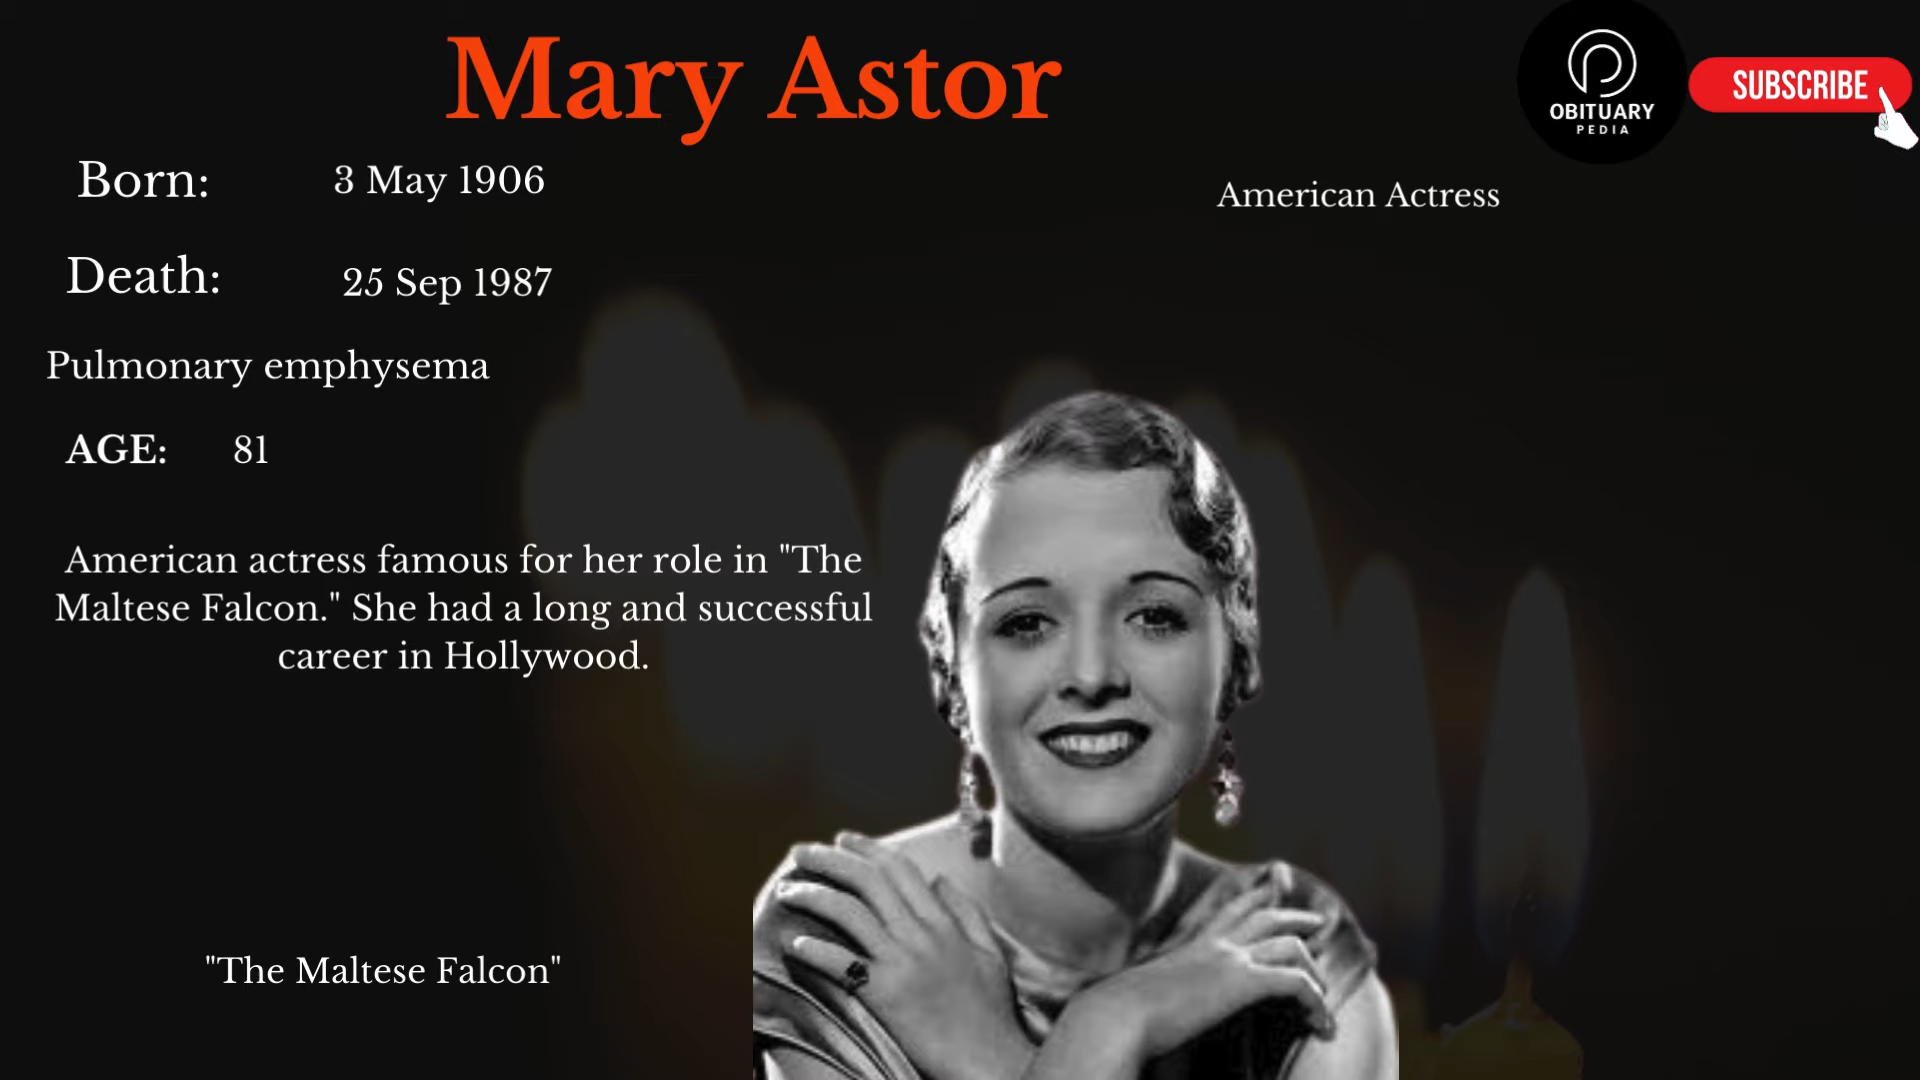 Mary Astor
OBITUARY
PEDIA
SUBSCRIBE
Born: 3 May 1906
American Actress
Death: 25 Sep 1987
Pulmonary emphysema
AGE: 81
American actress famous for her role in "The
Maltese Falcon." She had a long and successful
career in Hollywood.
"The Maltese Falcon"